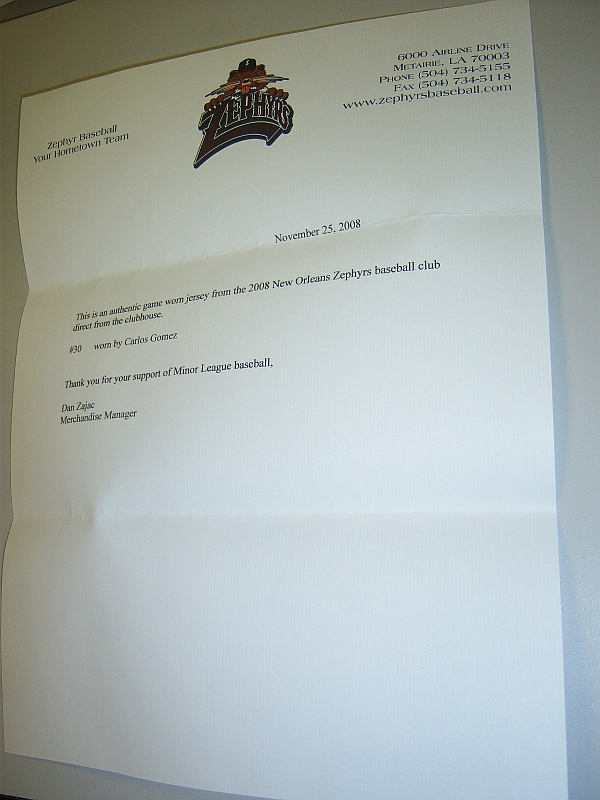 Zephyr Baseball
Your Hometown Team
ZEPHYRS
6000 Airline Drive
Metairie, LA 70003
Phone (504) 734-5155
Fax (504) 734-5118
www.zephyrsbaseball.com
November 25, 2008
This is an authentic game worn jersey from the 2008 New Orleans Zephyrs baseball club
direct from the clubhouse.
#30 worn by Carlos Gomez
Thank you for your support of Minor League baseball,
Dan Zajac
Merchandise Manager